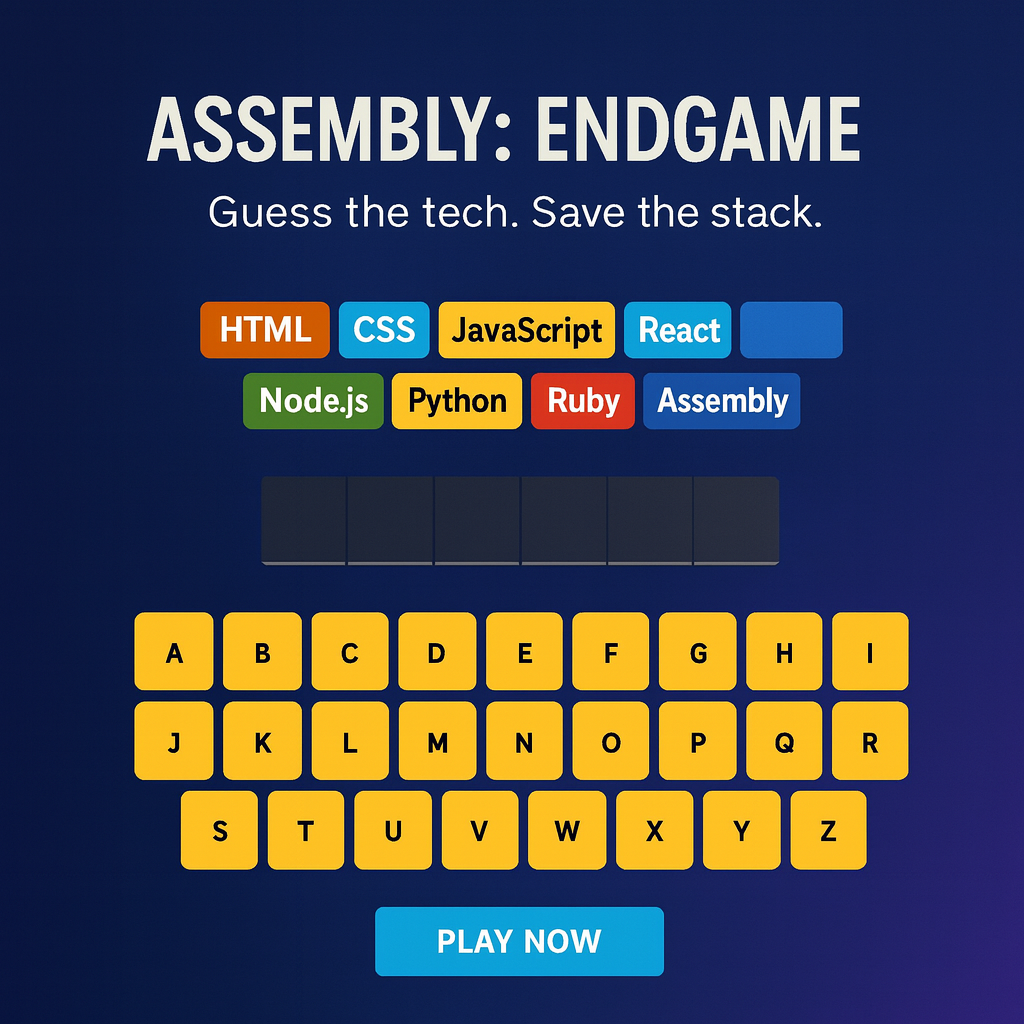 ASSEMBLY: ENDGAME
Guess the tech. Save the stack.
HTML CSS JavaScript React
Node.js Python Ruby Assembly
A B C D E F G H I
J K L M N O P Q R
S T U V W X Y Z
PLAY NOW